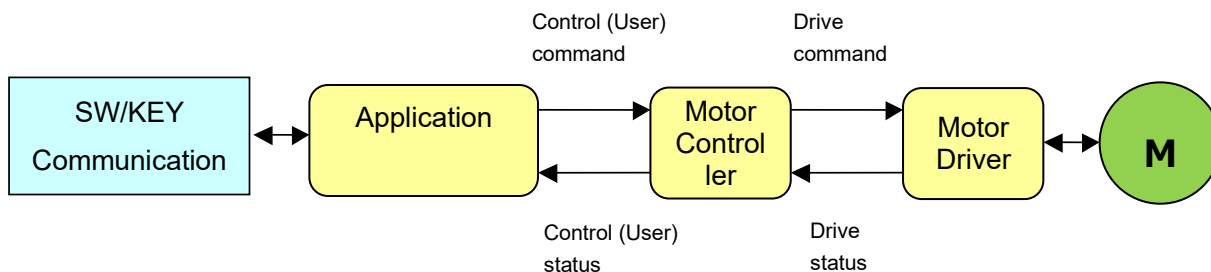 Control (User)
command
Drive
command
SW/KEY
Communication
Application
Motor
Control
ler
Motor
Driver
M
Control (User)
status
Drive
status